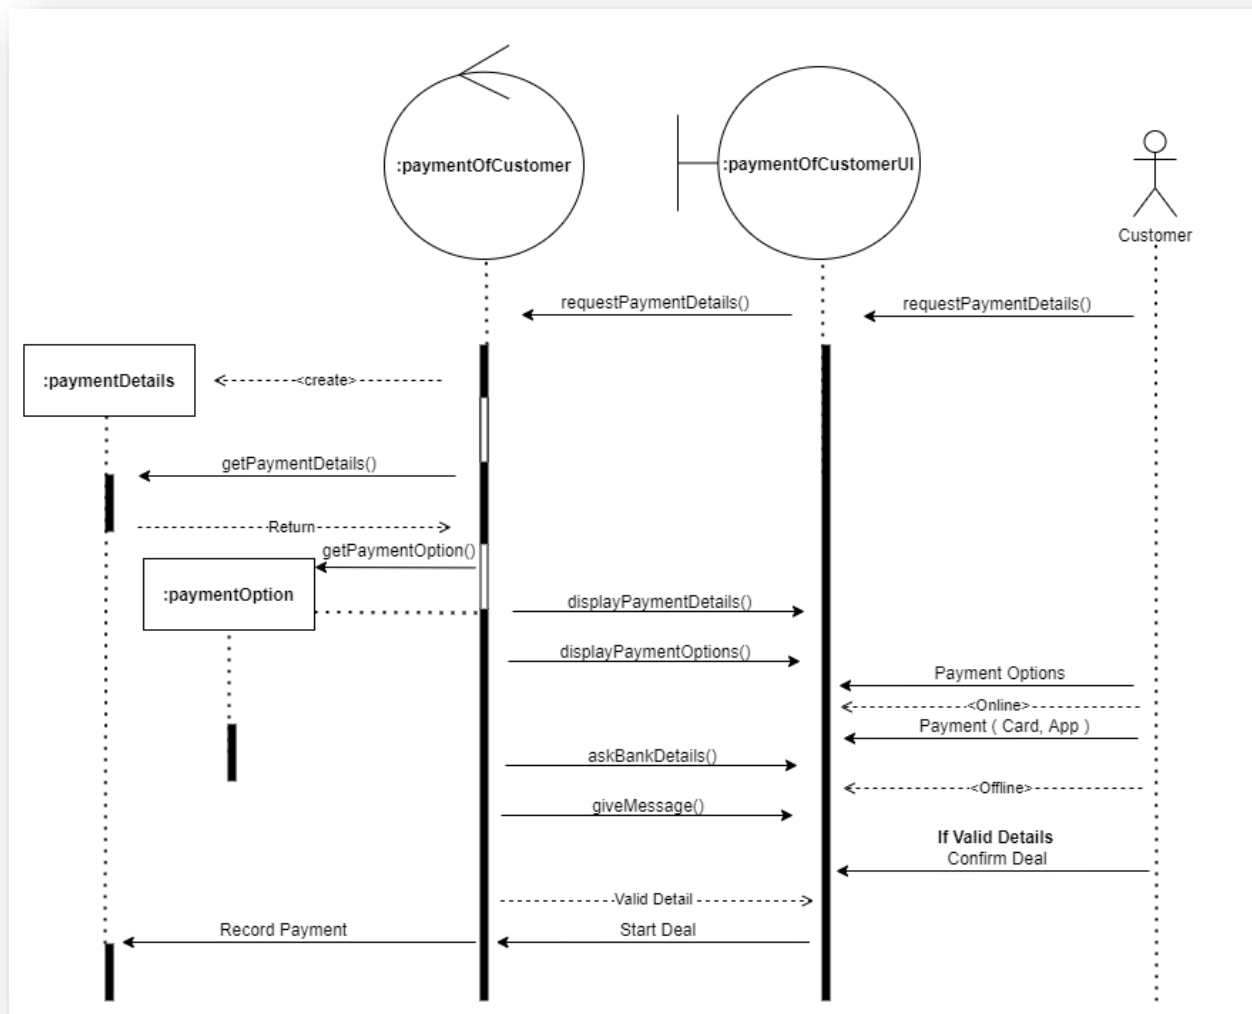 :paymentOfCustomer
:paymentOfCustomerUI
Customer
requestPaymentDetails()
requestPaymentDetails()
:paymentDetails
<create>
getPaymentDetails()
Return
getPaymentOption()
:paymentOption
displayPaymentDetails()
displayPaymentOptions()
Payment Options
<Online>
Payment ( Card, App )
askBankDetails()
<Offline>
giveMessage()
If Valid Details
Confirm Deal
Valid Detail
Record Payment
Start Deal